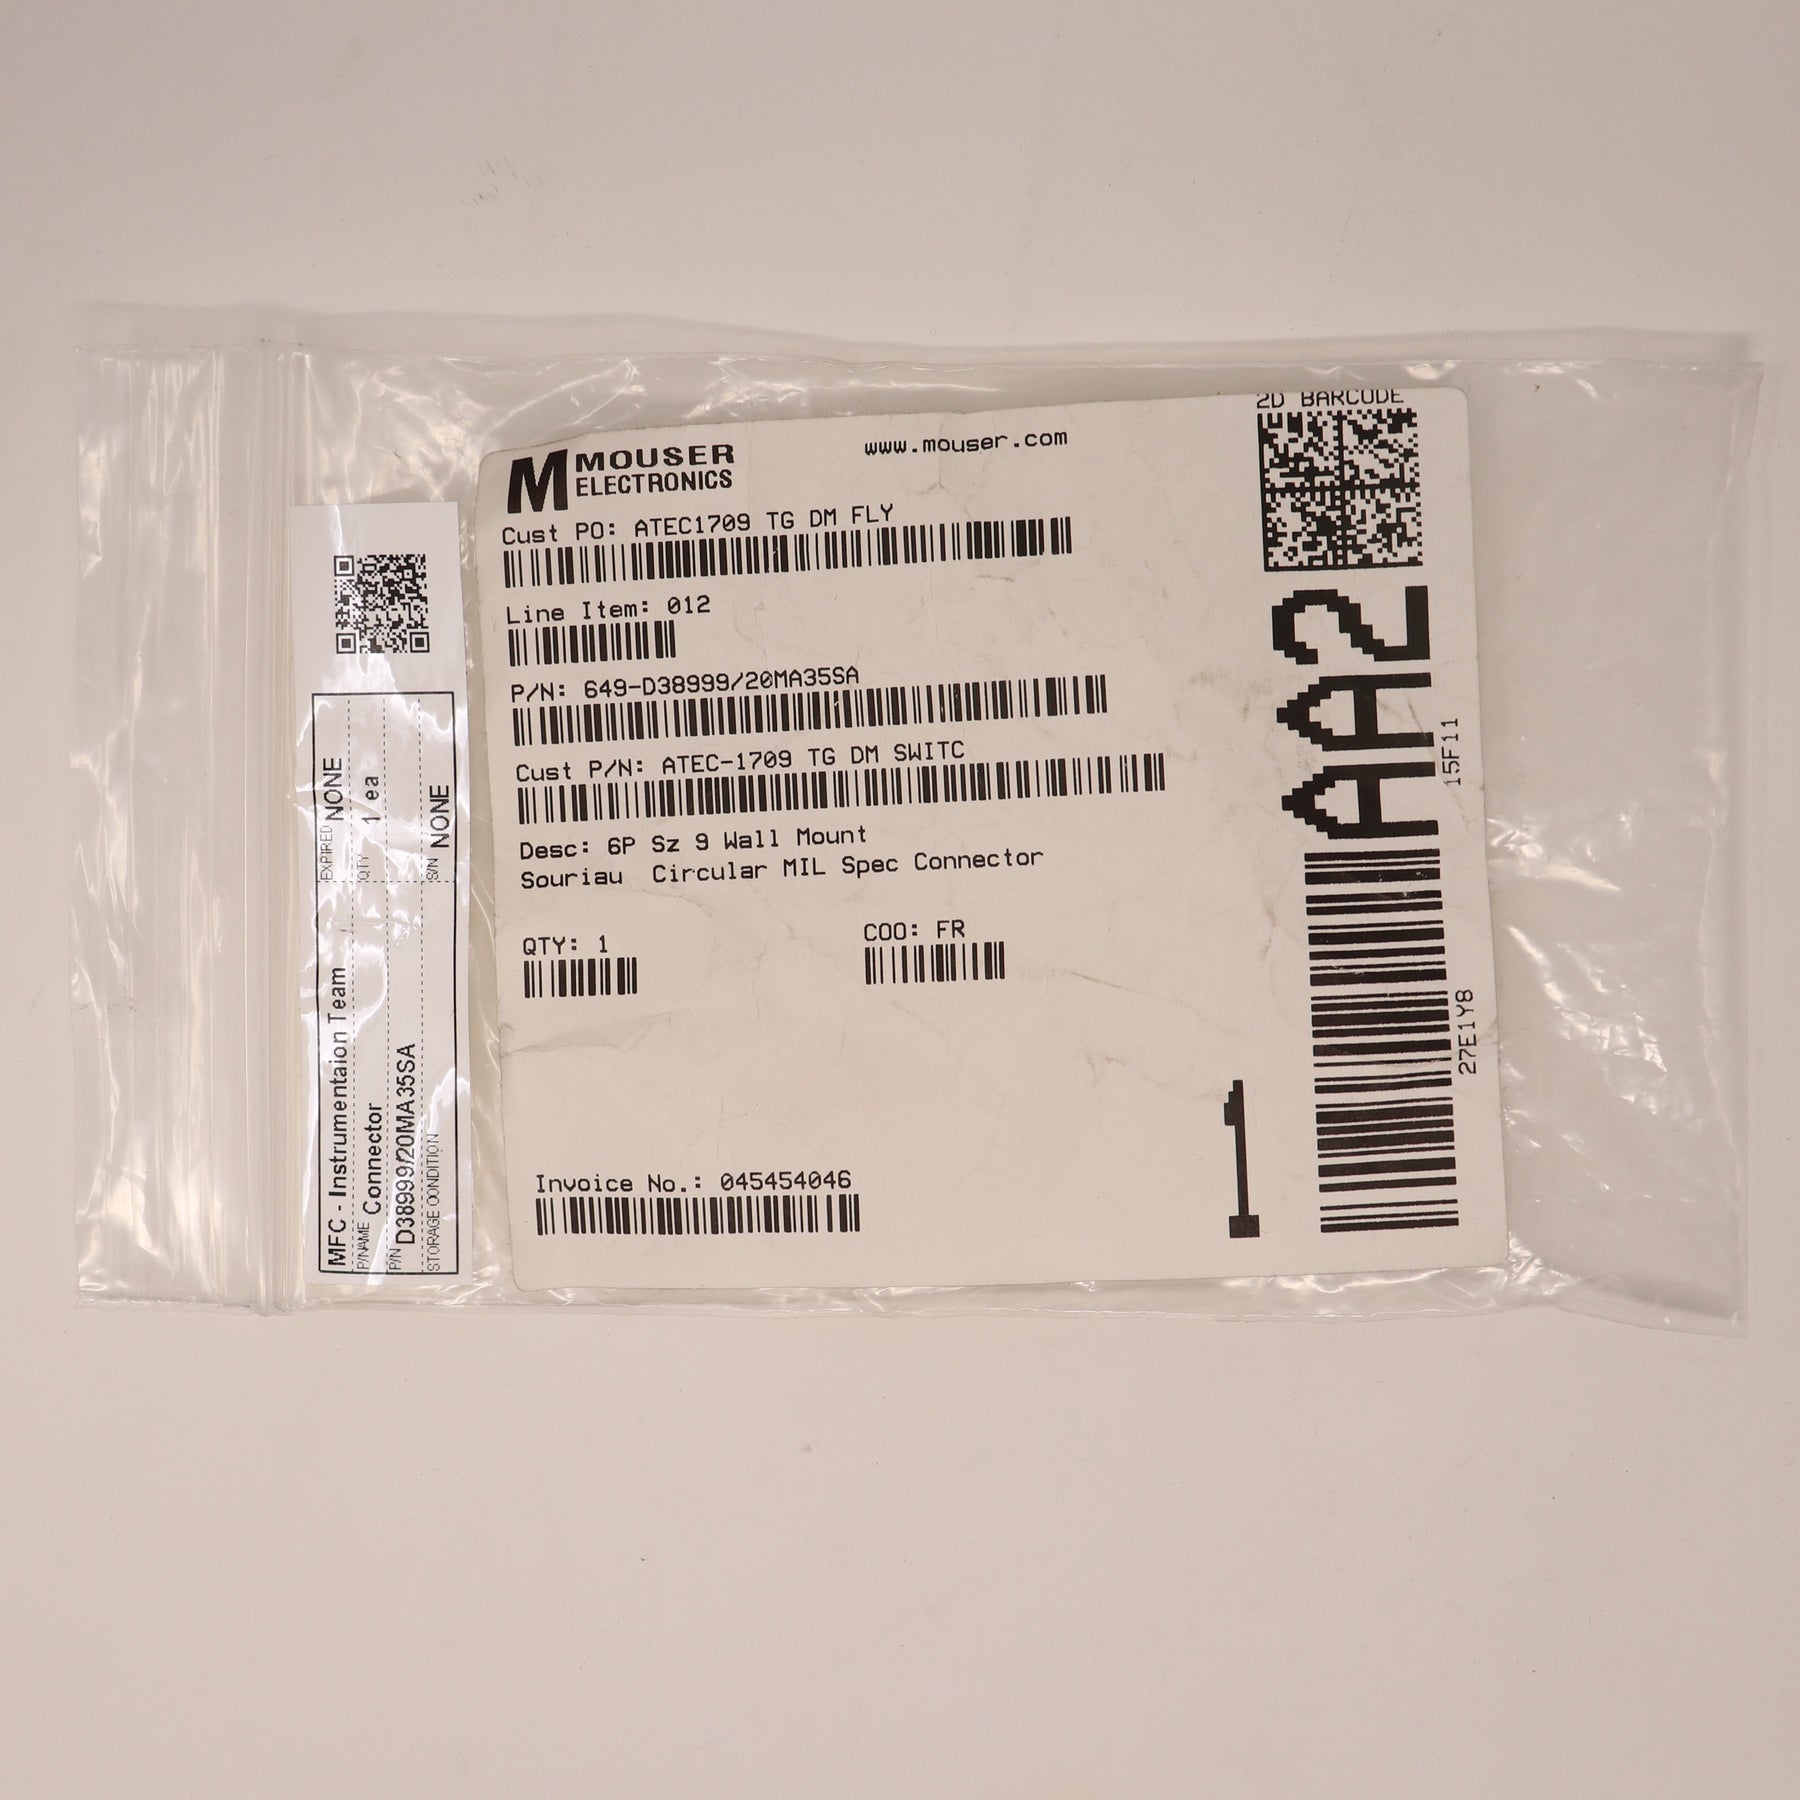 MOUSER
ELECTRONICS
www.mouser.com
2D BARCODE
Cust PO: ATEC1709 TG DM FLY
Line Item: 012
P/N: 649-D38999/20MA35SA
Cust P/N: ATEC-1709 TG DM SWITC
Desc: 6P Sz 9 Wall Mount
Souriau Circular MIL Spec Connector
QTY: 1
COO: FR
Invoice No.: 045454046
1
AA2
15F11
27E1Y8
MFC - Instrumentaion Team
EXPIRED NONE
P/NAME Connector
QTY 1 ea
P/N D38999/20MA35SA
STORAGE CONDITION
S/N NONE